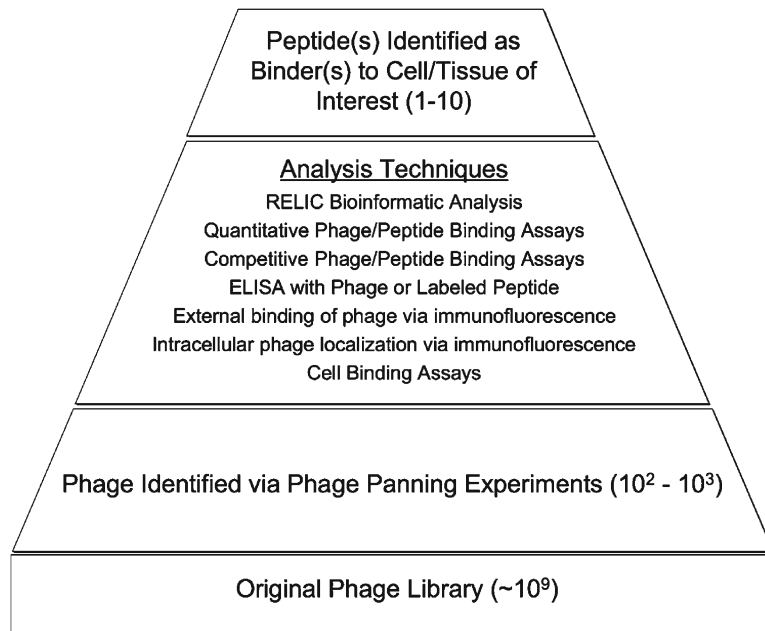 Peptide(s) Identified as
Binder(s) to Cell/Tissue of
Interest (1-10)
Analysis Techniques
RELIC Bioinformatic Analysis
Quantitative Phage/Peptide Binding Assays
Competitive Phage/Peptide Binding Assays
ELISA with Phage or Labeled Peptide
External binding of phage via immunofluorescence
Intracellular phage localization via immunofluorescence
Cell Binding Assays
Phage Identified via Phage Panning Experiments (10² - 10³)
Original Phage Library (~10⁹)